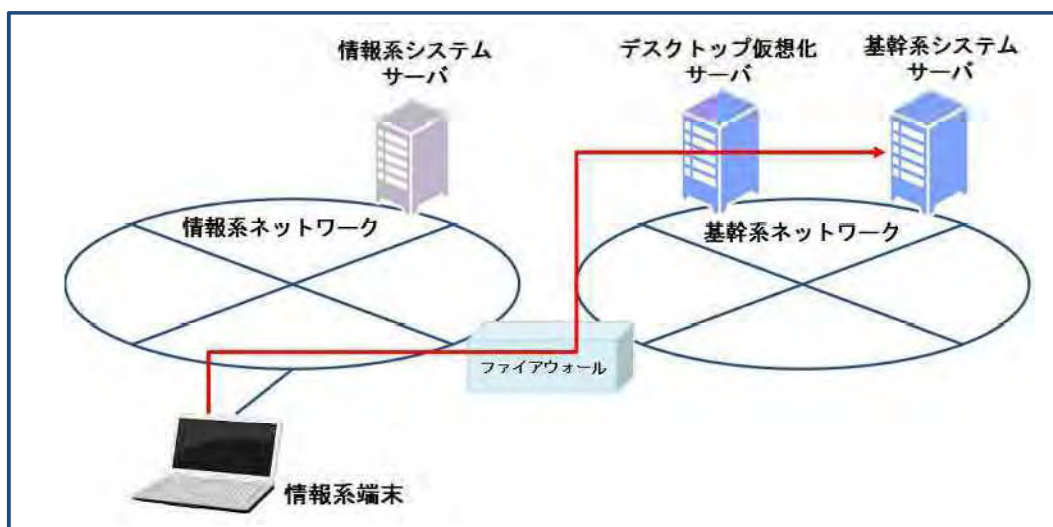 情報系システム
サーバ
デスクトップ仮想化
サーバ
基幹系システム
サーバ
情報系ネットワーク
基幹系ネットワーク
ファイアウォール
情報系端末